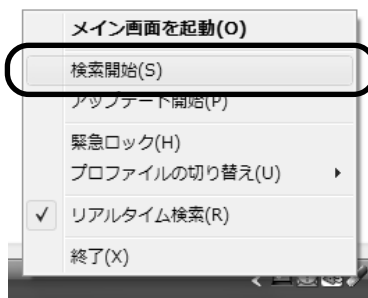 メイン画面を起動(O)
検索開始(S)
アップデート開始(P)
緊急ロック(H)
プロファイルの切り替え(U)
リアルタイム検索(R)
終了(X)